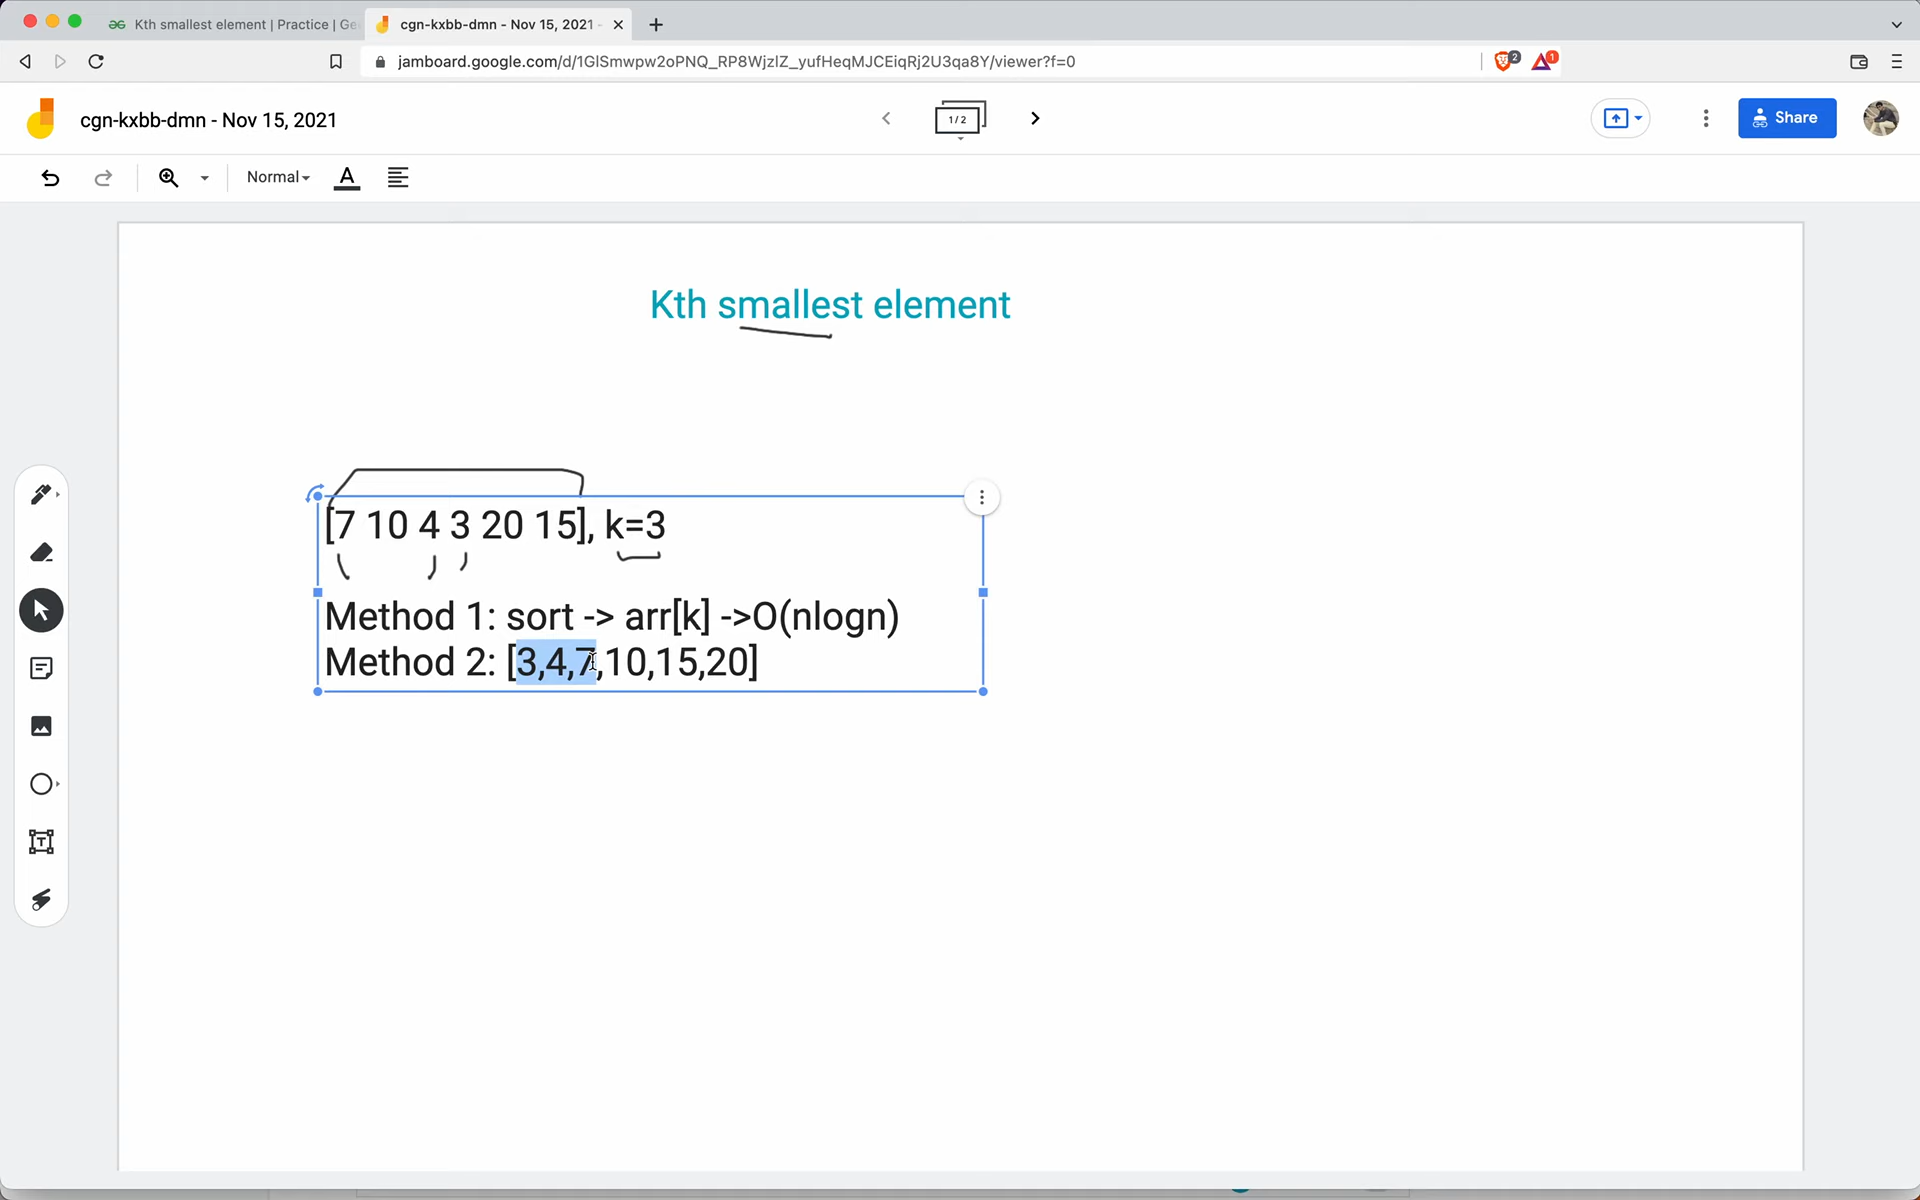 Kth smallest element | Practice | Ge
cgn-kxbb-dmn - Nov 15, 2021 -
jamboard.google.com/d/1GlSmwpw2oPNQ_RP8WjzlZ_yufHeqMJCEiqRj2U3qa8Y/viewer?f=0
2
1
cgn-kxbb-dmn - Nov 15, 2021
1 / 2
Share
Normal
A
Kth smallest element
[7 10 4 3 20 15], k=3
Method 1: sort -> arr[k] ->O(nlogn)
Method 2: [3,4,7,10,15,20]